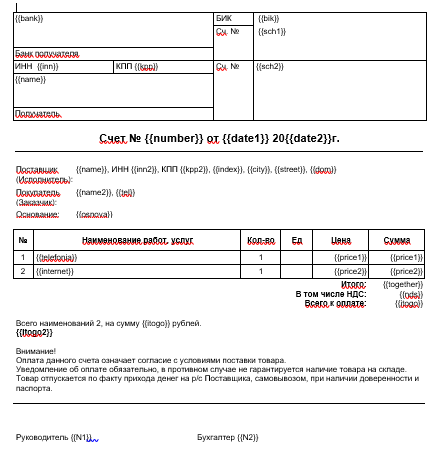 {{bank}} БИК {{bik}}
Сч. № {{sch1}}
Банк получателя
ИНН {{inn}} КПП {{kpp}} Сч. № {{sch2}}
{{name}}
Получатель
Счет № {{number}} от {{date1}} 20{{date2}}г.
Поставщик {{name}}, ИНН {{inn2}}, КПП {{kpp2}}, {{index}}, {{city}}, {{street}}, {{dom}}
(Исполнитель):
Покупатель {{name2}}, {{tel}}
(Заказчик):
Основание: {{osnova}}
№ Наименование работ, услуг Кол-во Ед Цена Сумма
1 {{telefonia}} 1 {{price1}} {{price1}}
2 {{internet}} 1 {{price2}} {{price2}}
Итого: {{together}}
В том числе НДС: {{nds}}
Всего к оплате: {{itogo}}
Всего наименований 2, на сумму {{itogo}} рублей.
{{itogo2}}
Внимание!
Оплата данного счета означает согласие с условиями поставки товара.
Уведомление об оплате обязательно, в противном случае не гарантируется наличие товара на складе.
Товар отпускается по факту прихода денег на р/с Поставщика, самовывозом, при наличии доверенности и
паспорта.
Руководитель {{N1}} Бухгалтер {{N2}}